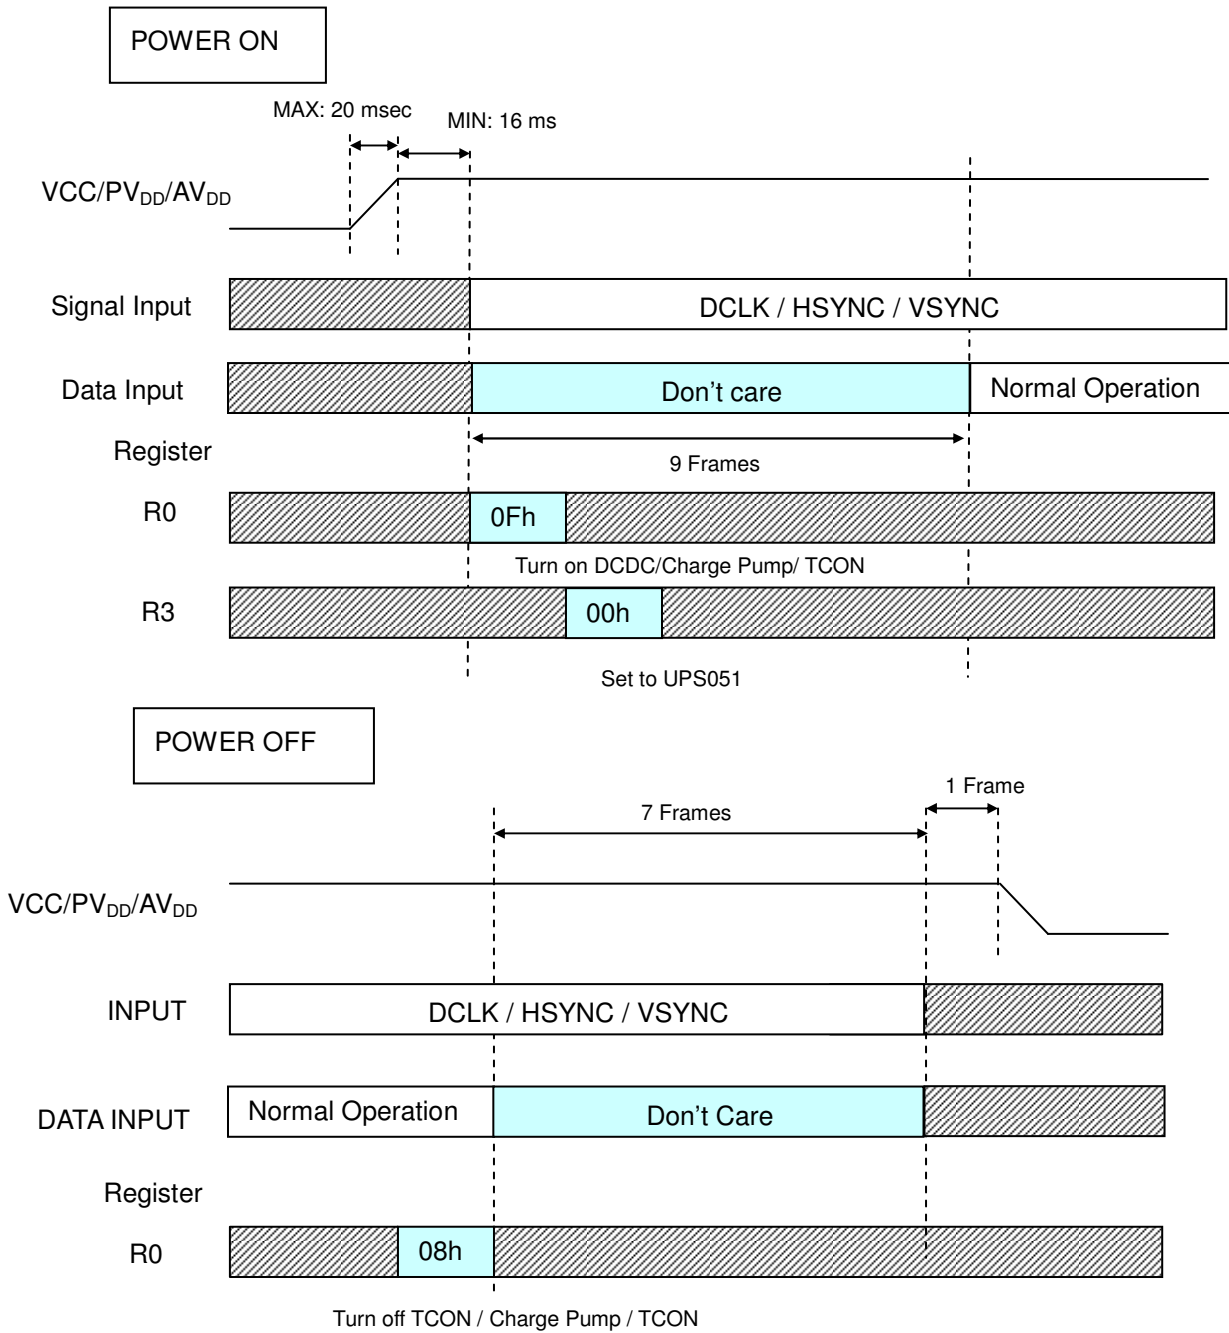 POWER ON
MAX: 20 msec
MIN: 16 ms
VCC/PVDD/AVDD
Signal Input
DCLK / HSYNC / VSYNC
Data Input
Don't care
Normal Operation
Register
9 Frames
R0
0Fh
Turn on DCDC/Charge Pump/ TCON
R3
00h
Set to UPS051
POWER OFF
1 Frame
7 Frames
VCC/PVDD/AVDD
INPUT
DCLK / HSYNC / VSYNC
DATA INPUT
Normal Operation
Don't Care
Register
R0
08h
Turn off TCON / Charge Pump / TCON